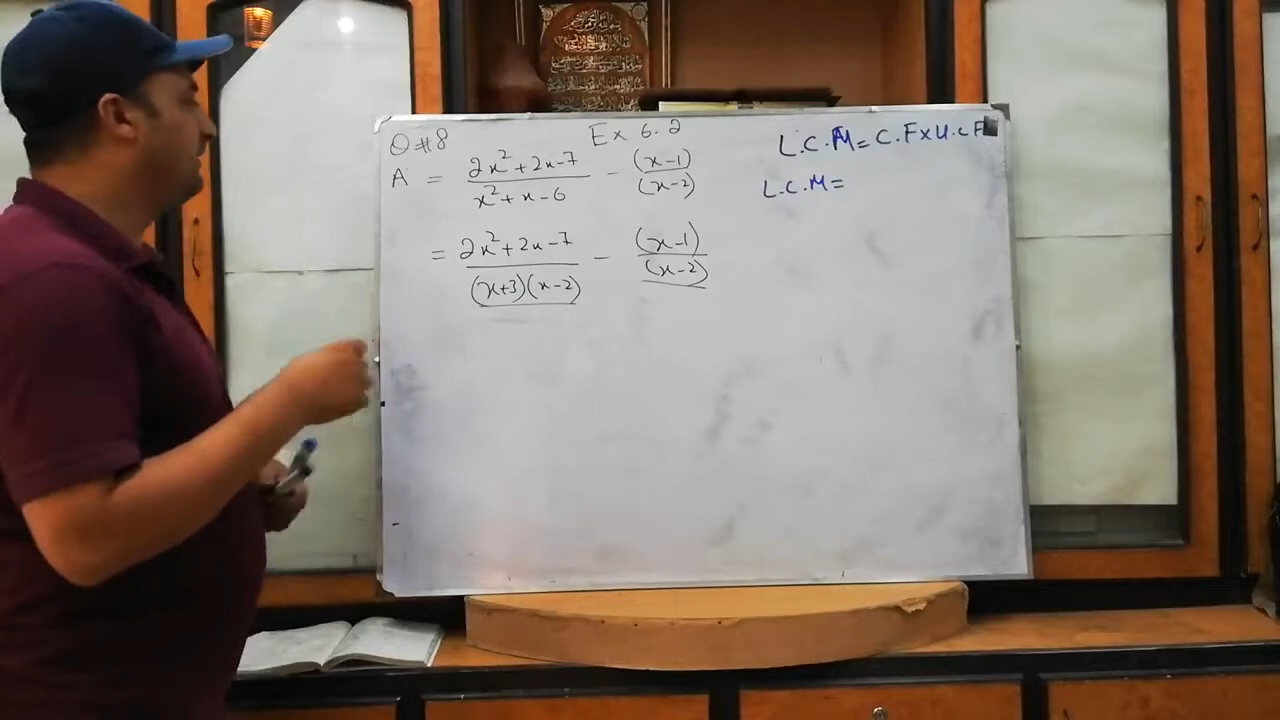 Q#8
Ex 6.2
A = 2x²+2x-7 / x²+x-6 - (x-1) / (x-2)
= 2x²+2x-7 / (x+3)(x-2) - (x-1) / (x-2)
L.C.M = C.F x U.C.F
L.C.M =